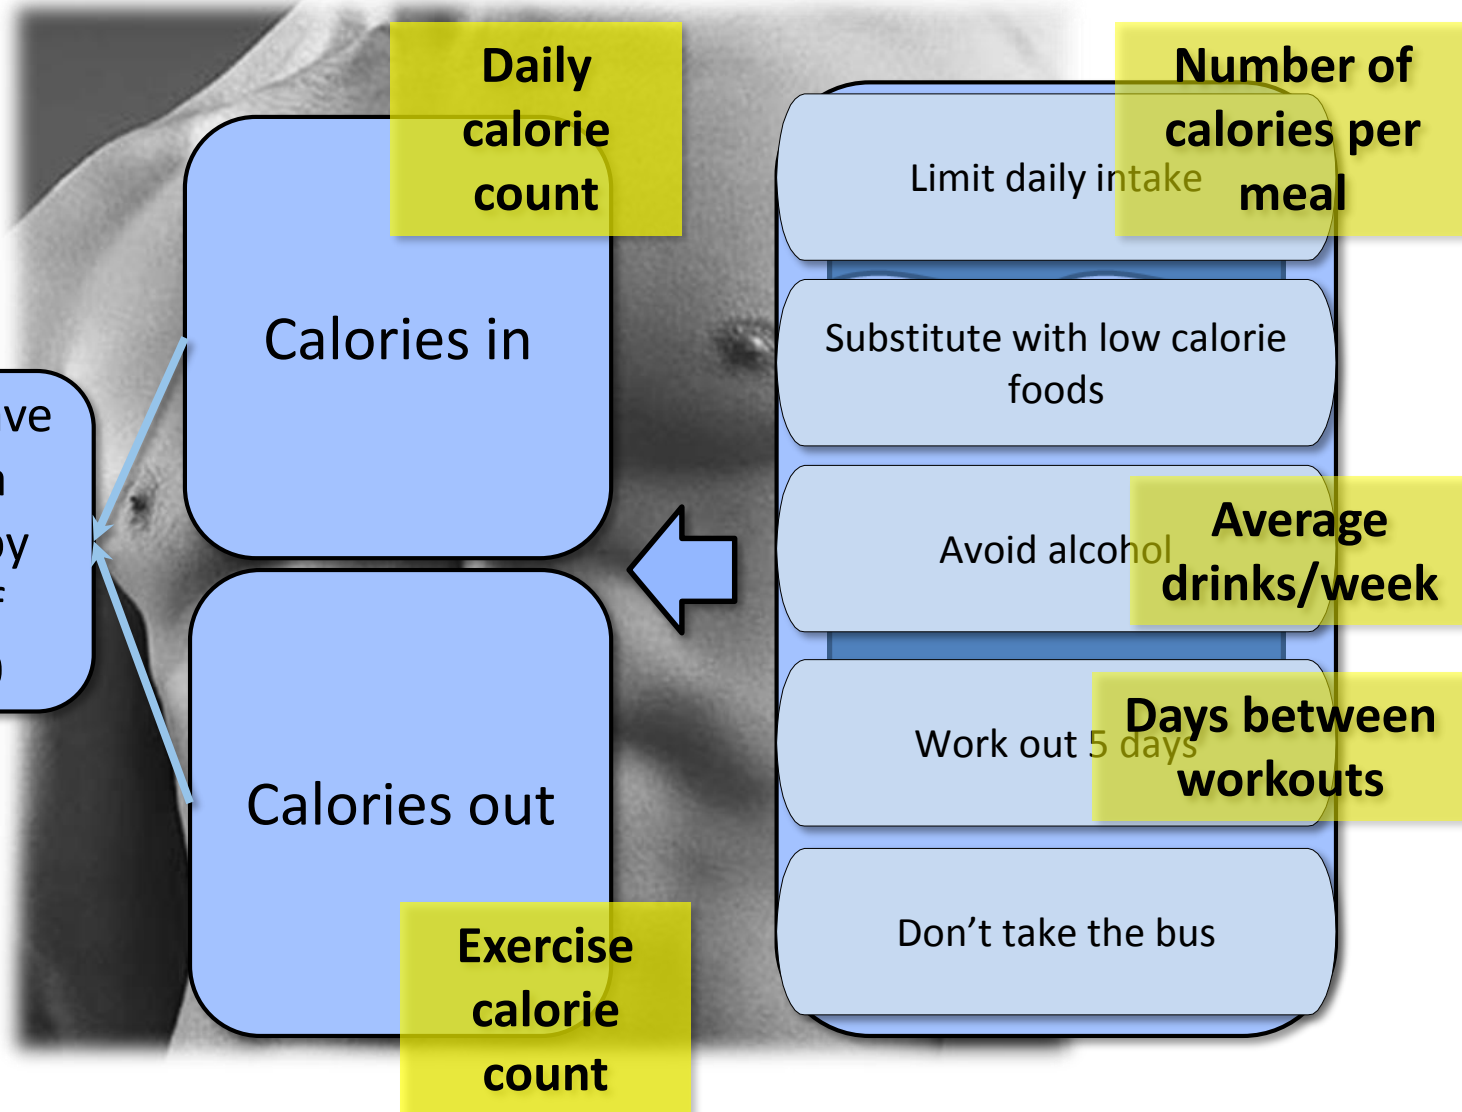 Daily
calorie
count
Calories in
Calories out
Exercise
calorie
count
Number of
calories per
meal
Limit daily intake
Substitute with low calorie
foods
Avoid alcohol
Average
drinks/week
Work out 5 days
Days between
workouts
Don’t take the bus